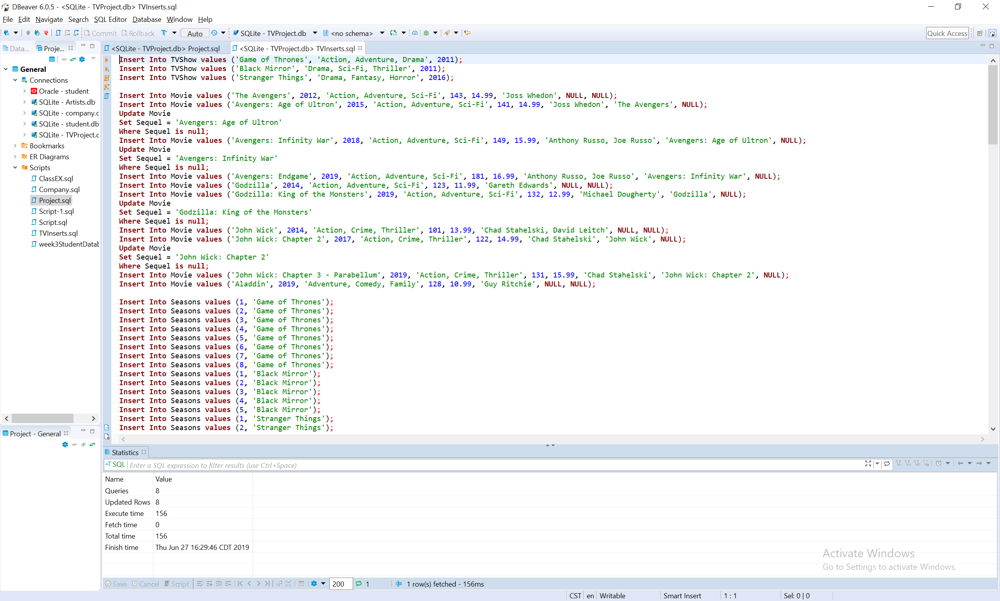 DBeaver 6.0.5 - <SQLite - TVProject.db> TVInserts.sql
File Edit Navigate Search SQL Editor Database Window Help
Commit Rollback Auto SQLite - TVProject.db <no schema> Quick Access
Data... Proje... <SQLite - TVProject.db> Project.sql <SQLite - TVProject.db> TVInserts.sql
General
Connections
Oracle - student
SQLite - Artists.db
SQLite - company.c
SQLite - student.db
SQLite - TVProject.c
Bookmarks
ER Diagrams
Scripts
ClassEX.sql
Company.sql
Project.sql
Script-1.sql
Script.sql
TVInserts.sql
week3StudentDatab
Project - General
Insert Into TVShow values ('Game of Thrones', 'Action, Adventure, Drama', 2011);
Insert Into TVShow values ('Black Mirror', 'Drama, Sci-Fi, Thriller', 2011);
Insert Into TVShow values ('Stranger Things', 'Drama, Fantasy, Horror', 2016);
Insert Into Movie values ('The Avengers', 2012, 'Action, Adventure, Sci-Fi', 143, 14.99, 'Joss Whedon', NULL, NULL);
Insert Into Movie values ('Avengers: Age of Ultron', 2015, 'Action, Adventure, Sci-Fi', 141, 14.99, 'Joss Whedon', 'The Avengers', NULL);
Update Movie
Set Sequel = 'Avengers: Age of Ultron'
Where Sequel is null;
Insert Into Movie values ('Avengers: Infinity War', 2018, 'Action, Adventure, Sci-Fi', 149, 15.99, 'Anthony Russo, Joe Russo', 'Avengers: Age of Ultron', NULL);
Update Movie
Set Sequel = 'Avengers: Infinity War'
Where Sequel is null;
Insert Into Movie values ('Avengers: Endgame', 2019, 'Action, Adventure, Sci-Fi', 181, 16.99, 'Anthony Russo, Joe Russo', 'Avengers: Infinity War', NULL);
Insert Into Movie values ('Godzilla', 2014, 'Action, Adventure, Sci-Fi', 123, 11.99, 'Gareth Edwards', NULL, NULL);
Insert Into Movie values ('Godzilla: King of the Monsters', 2019, 'Action, Adventure, Sci-Fi', 132, 12.99, 'Michael Dougherty', 'Godzilla', NULL);
Update Movie
Set Sequel = 'Godzilla: King of the Monsters'
Where Sequel is null;
Insert Into Movie values ('John Wick', 2014, 'Action, Crime, Thriller', 101, 13.99, 'Chad Stahelski, David Leitch', NULL, NULL);
Insert Into Movie values ('John Wick: Chapter 2', 2017, 'Action, Crime, Thriller', 122, 14.99, 'Chad Stahelski', 'John Wick', NULL);
Update Movie
Set Sequel = 'John Wick: Chapter 2'
Where Sequel is null;
Insert Into Movie values ('John Wick: Chapter 3 - Parabellum', 2019, 'Action, Crime, Thriller', 131, 15.99, 'Chad Stahelski', 'John Wick: Chapter 2', NULL);
Insert Into Movie values ('Aladdin', 2019, 'Adventure, Comedy, Family', 128, 10.99, 'Guy Ritchie', NULL, NULL);
Insert Into Seasons values (1, 'Game of Thrones');
Insert Into Seasons values (2, 'Game of Thrones');
Insert Into Seasons values (3, 'Game of Thrones');
Insert Into Seasons values (4, 'Game of Thrones');
Insert Into Seasons values (5, 'Game of Thrones');
Insert Into Seasons values (6, 'Game of Thrones');
Insert Into Seasons values (7, 'Game of Thrones');
Insert Into Seasons values (8, 'Game of Thrones');
Insert Into Seasons values (1, 'Black Mirror');
Insert Into Seasons values (2, 'Black Mirror');
Insert Into Seasons values (3, 'Black Mirror');
Insert Into Seasons values (4, 'Black Mirror');
Insert Into Seasons values (5, 'Black Mirror');
Insert Into Seasons values (1, 'Stranger Things');
Insert Into Seasons values (2, 'Stranger Things');
Statistics
SQL Enter a SQL expression to filter results (use Ctrl+Space)
Name Value
Queries 8
Updated Rows 8
Execute time 156
Fetch time 0
Total time 156
Finish time Thu Jun 27 16:29:46 CDT 2019
Activate Windows
Go to Settings to activate Windows.
Save Cancel Script 200 1 1 row(s) fetched - 156ms
CST en Writable Smart Insert 1 : 1 Sel: 0 | 0